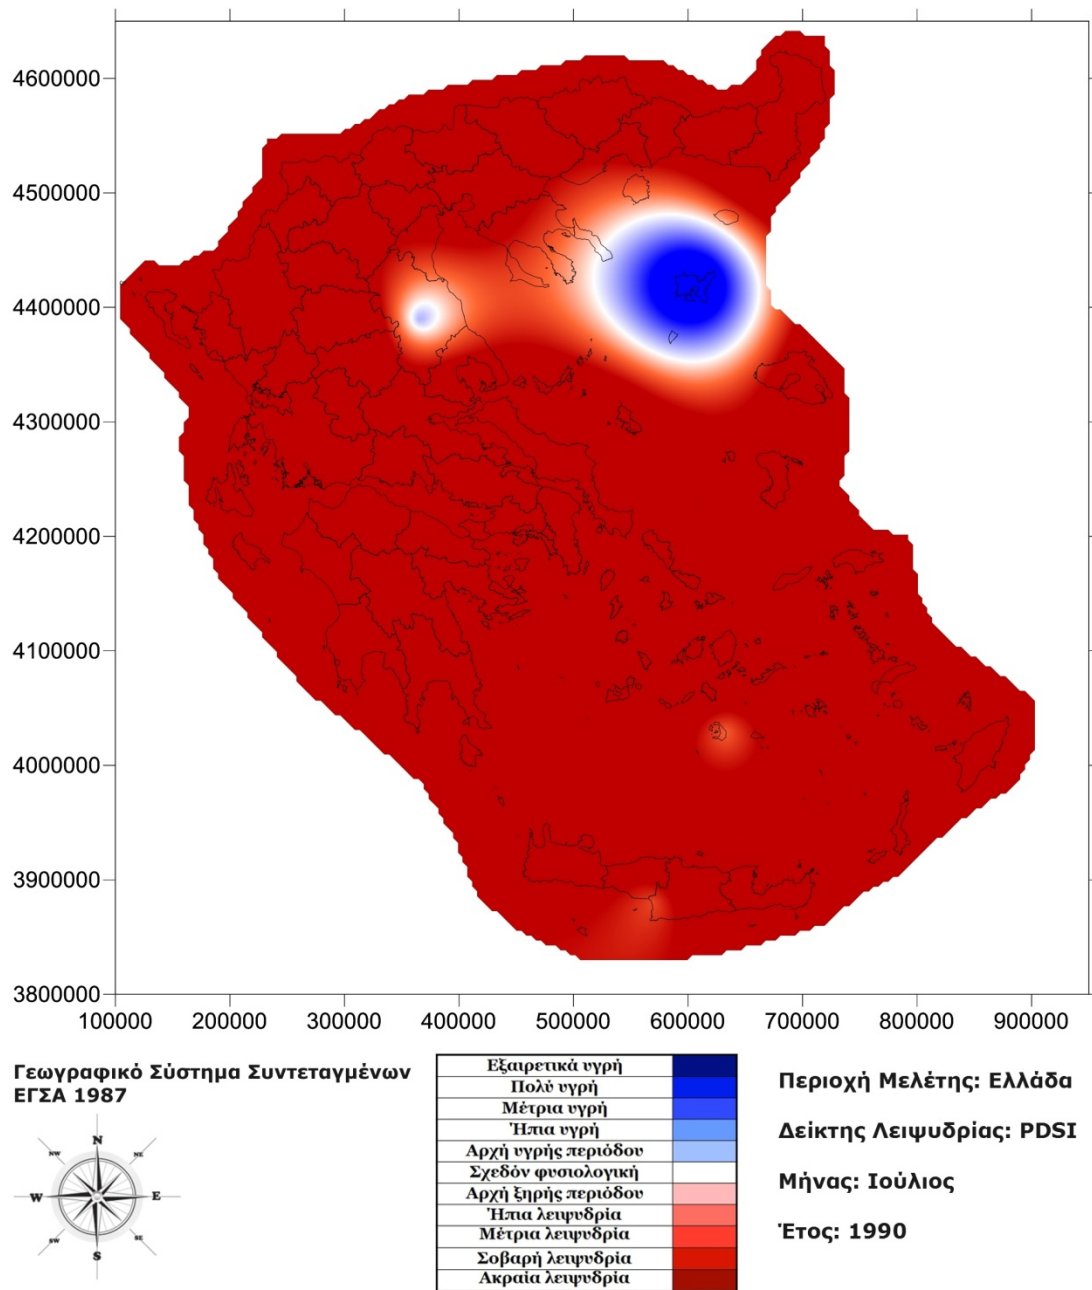 4600000
4500000
4400000
4300000
4200000
4100000
4000000
3900000
3800000
100000 200000 300000 400000 500000 600000 700000 800000 900000
Γεωγραφικό Σύστημα Συντεταγμένων
ΕΓΣΑ 1987
N
NW NE
W E
SW SE
S
Εξαιρετικά υγρή
Πολύ υγρή
Μέτρια υγρή
Ήπια υγρή
Αρχή υγρής περιόδου
Σχεδόν φυσιολογική
Αρχή ξηρής περιόδου
Ήπια λειψυδρία
Μέτρια λειψυδρία
Σοβαρή λειψυδρία
Ακραία λειψυδρία
Περιοχή Μελέτης: Ελλάδα
Δείκτης Λειψυδρίας: PDSI
Μήνας: Ιούλιος
Έτος: 1990